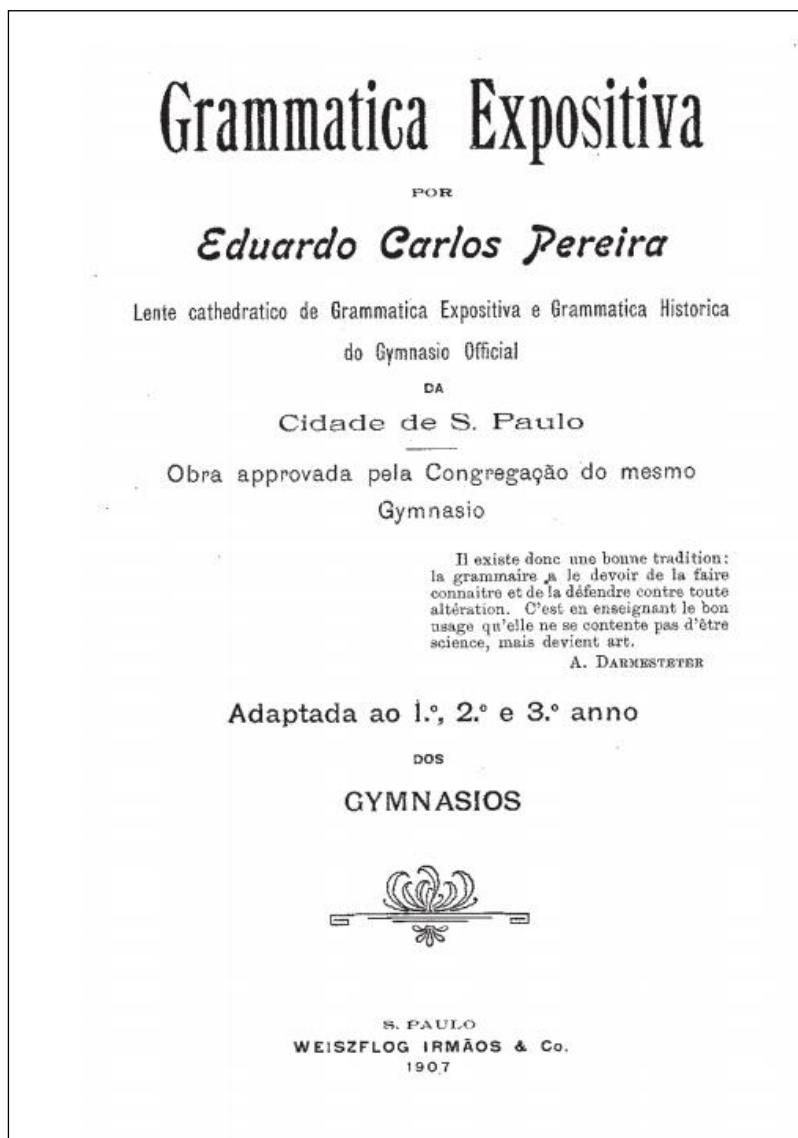 Grammatica Expositiva
POR
Eduardo Carlos Pereira
Lente cathedratico de Grammatica Expositiva e Grammatica Historica
do Gymnasio Official
DA
Cidade de S. Paulo
Obra approvada pela Congregação do mesmo
Gymnasio
Il existe donc une bonne tradition:
la grammaire a le devoir de la faire
connaitre et de la défendre contre toute
altération. C'est en enseignant le bon
usage qu'elle ne se contente pas d'être
science, mais devient art.
A. DARMESTETER
Adaptada ao 1.º, 2.º e 3.º anno
DOS
GYMNASIOS
S. PAULO
WEISZFLOG IRMÃOS & Co.
1907